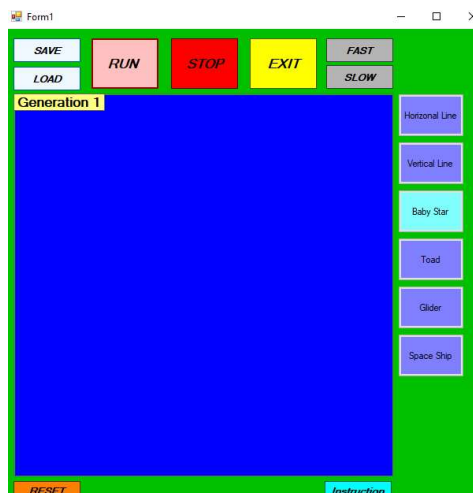 Form1
SAVE
LOAD
RUN
STOP
EXIT
FAST
SLOW
Generation 1
Horizonal Line
Vertical Line
Baby Star
Toad
Glider
Space Ship
RESET
Instruction